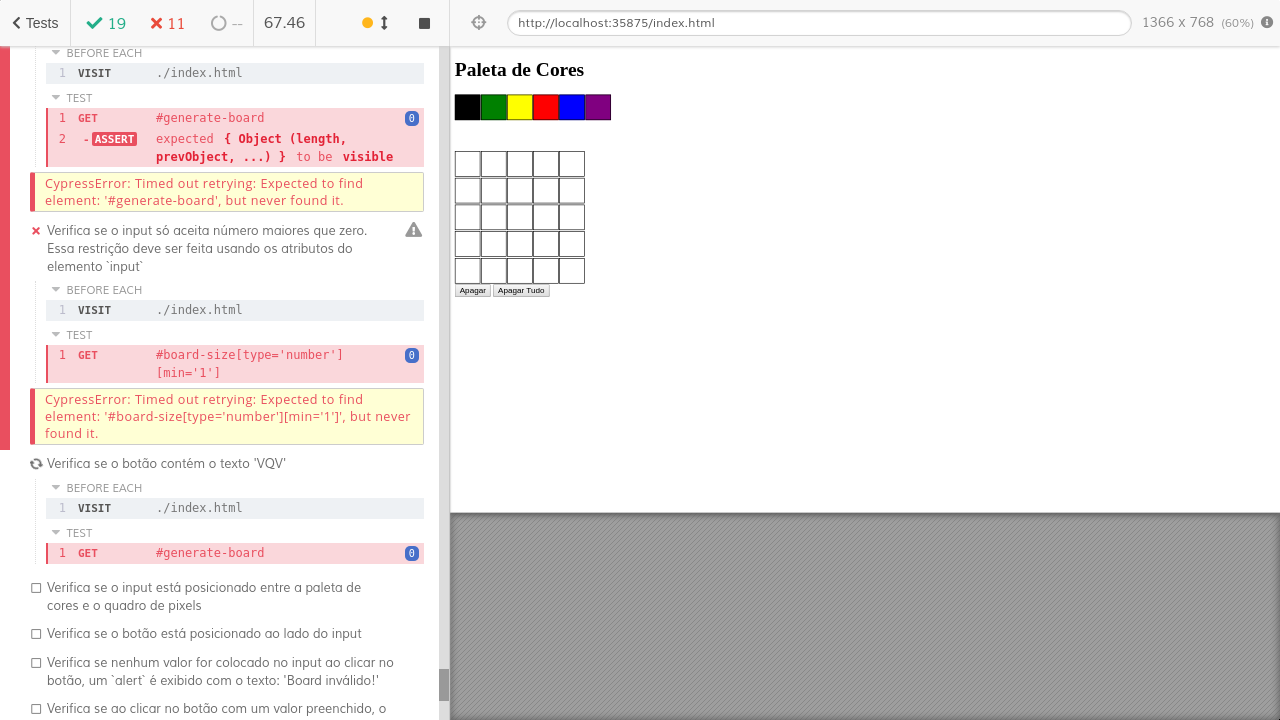 Tests 19 11 -- 67.46
http://localhost:35875/index.html 1366 x 768 (60%)
BEFORE EACH
1 VISIT ./index.html
TEST
1 GET #generate-board 0
2 - ASSERT expected { Object (length,
prevObject, ...) } to be visible
CypressError: Timed out retrying: Expected to find
element: '#generate-board', but never found it.
Verifica se o input só aceita número maiores que zero.
Essa restrição deve ser feita usando os atributos do
elemento `input`
BEFORE EACH
1 VISIT ./index.html
TEST
1 GET #board-size[type='number'] 0
[min='1']
CypressError: Timed out retrying: Expected to find
element: '#board-size[type='number'][min='1']', but never
found it.
Verifica se o botão contém o texto 'VQV'
BEFORE EACH
1 VISIT ./index.html
TEST
1 GET #generate-board 0
Verifica se o input está posicionado entre a paleta de
cores e o quadro de pixels
Verifica se o botão está posicionado ao lado do input
Verifica se nenhum valor for colocado no input ao clicar no
botão, um `alert` é exibido com o texto: 'Board inválido!'
Verifica se ao clicar no botão com um valor preenchido, o
Paleta de Cores
Apagar Apagar Tudo